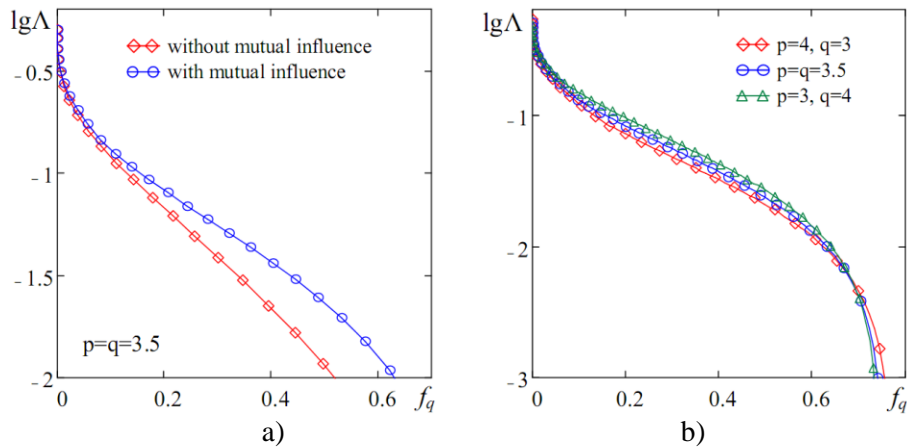 lgΛ
without mutual influence
with mutual influence
- 0.5
- 1
- 1.5
- 2
p=q=3.5
0 0.2 0.4 0.6 f_q
a)
lgΛ
p=4, q=3
p=q=3.5
p=3, q=4
- 1
- 2
- 3
0 0.2 0.4 0.6 f_q
b)